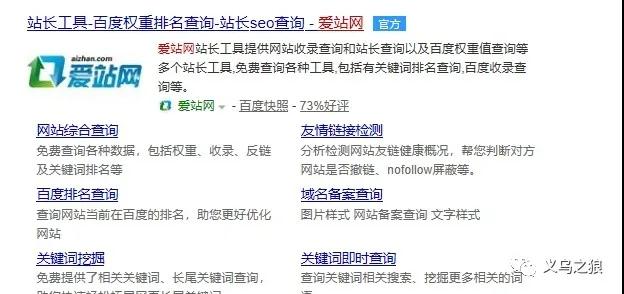 站长工具-百度权重排名查询-站长seo查询 - 爱站网 官方
aizhan.com
爱站网
爱站网站长工具提供网站收录查询和站长查询以及百度权重值查询等
多个站长工具,免费查询各种工具,包括有关键词排名查询,百度收录查
询等。
爱站网 - 百度快照 - 73%好评
网站综合查询
免费查询各种数据，包括权重、收录、反链
及关键词排名等
友情链接检测
分析检测网站友链健康概况，帮您判断对方
网站是否撤链、nofollow屏蔽等。
百度排名查询
查询网站当前在百度的排名，助您更好优化
网站
域名备案查询
图片样式 网站备案查询 文字样式
关键词挖掘
免费提供了相关关键词、长尾关键词查询，
关键词即时查询
查询关键词相关搜索、挖掘更多相关的词
义乌之狼